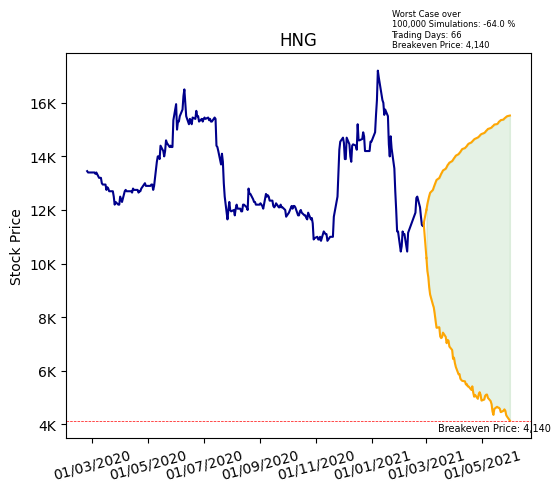 Worst Case over
100,000 Simulations: -64.0 %
Trading Days: 66
Breakeven Price: 4,140
HNG
Stock Price
16K
14K
12K
10K
8K
6K
4K
Breakeven Price: 4,140
01/03/2020
01/05/2020
01/07/2020
01/09/2020
01/11/2020
01/01/2021
01/03/2021
01/05/2021